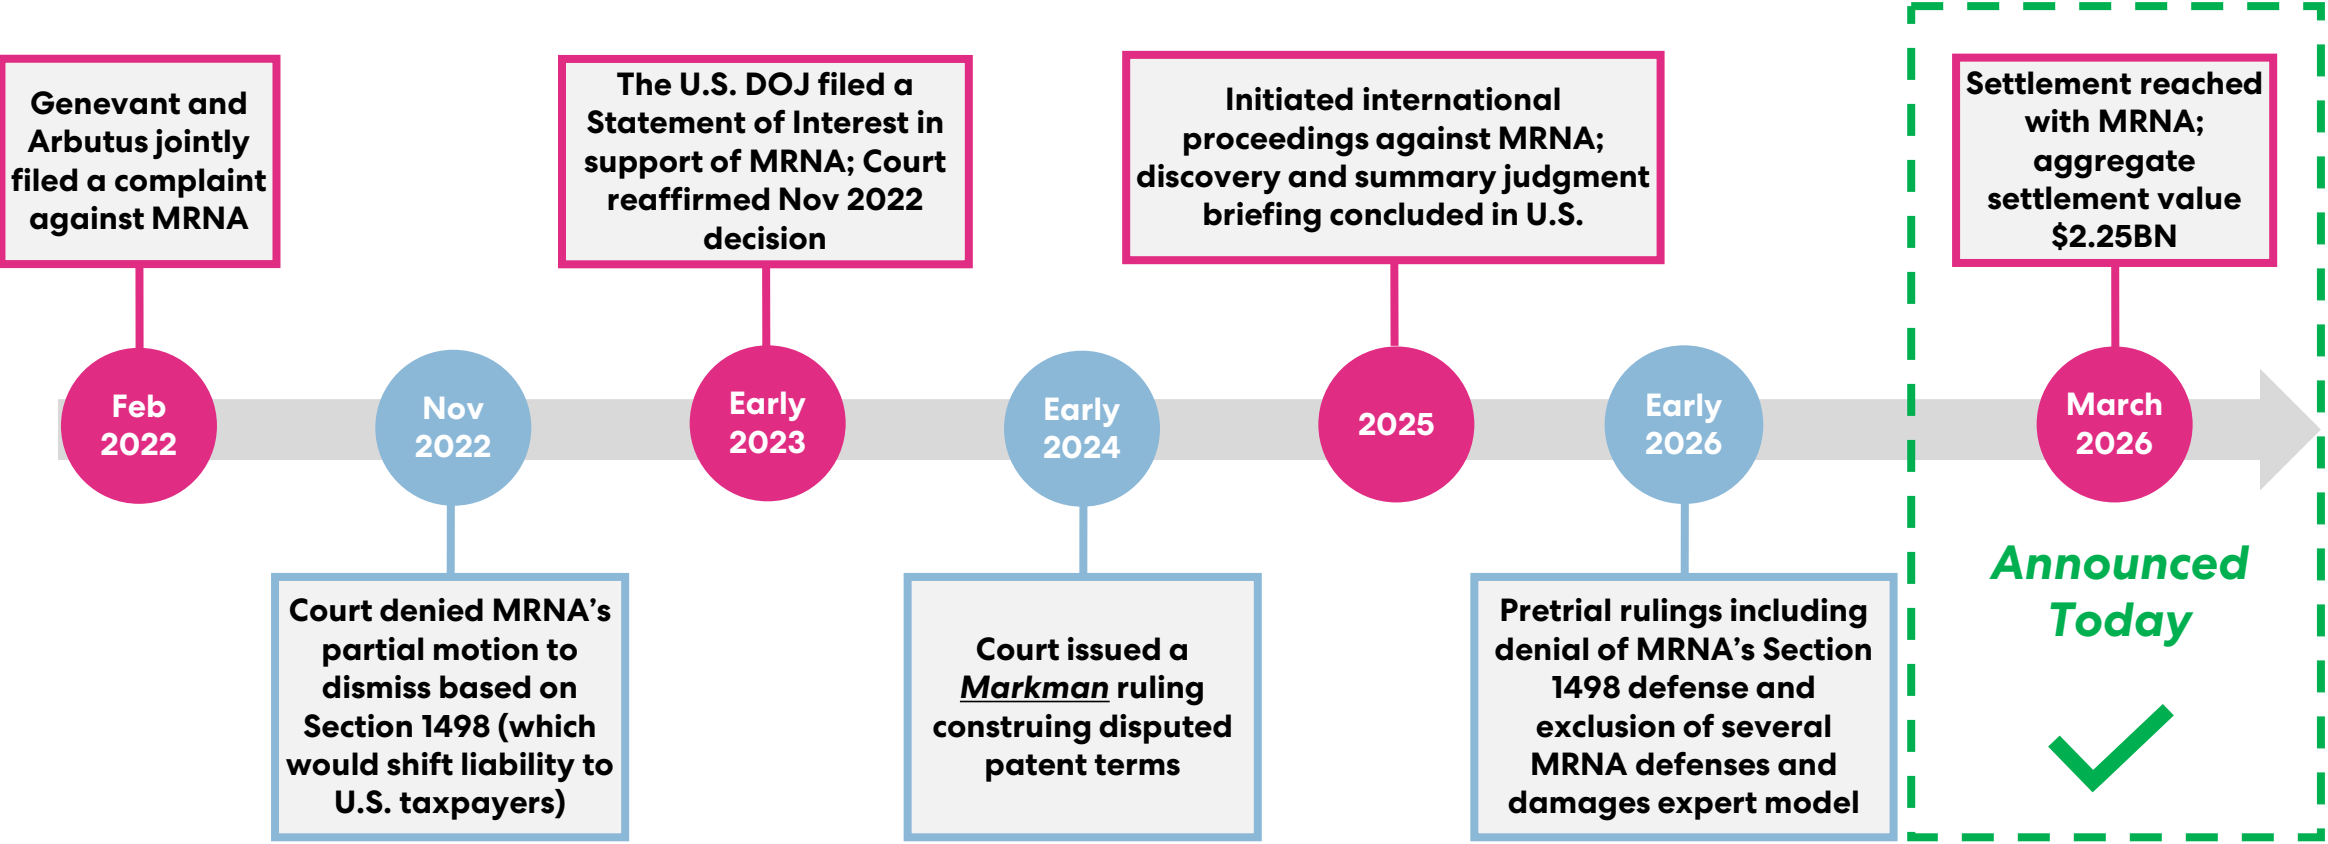 Genevant and
Arbutus jointly
filed a complaint
against MRNA
Feb
2022
Nov
2022
Court denied MRNA’s
partial motion to
dismiss based on
Section 1498 (which
would shift liability to
U.S. taxpayers)
The U.S. DOJ filed a
Statement of Interest in
support of MRNA; Court
reaffirmed Nov 2022
decision
Early
2023
Early
2024
Court issued a
Markman ruling
construing disputed
patent terms
Initiated international
proceedings against MRNA;
discovery and summary judgment
briefing concluded in U.S.
2025
Early
2026
Pretrial rulings including
denial of MRNA’s Section
1498 defense and
exclusion of several
MRNA defenses and
damages expert model
Settlement reached
with MRNA;
aggregate
settlement value
$2.25BN
March
2026
Announced
Today